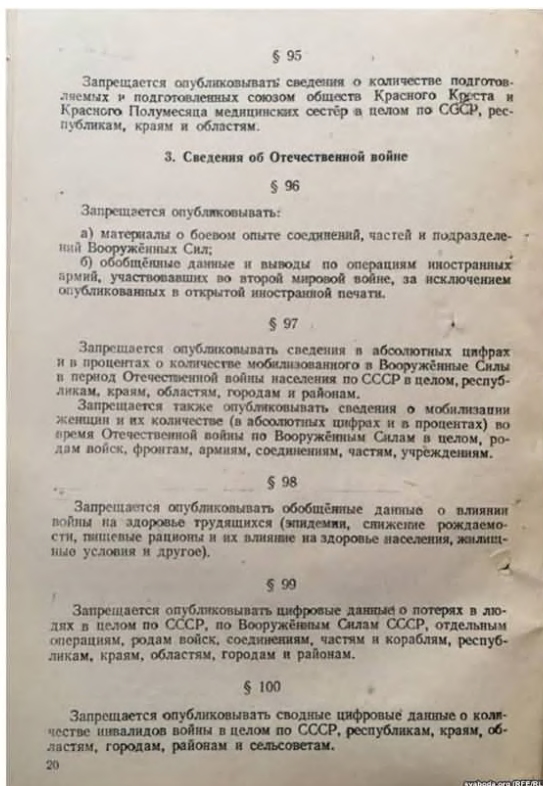 § 95
Запрещается опубликовывать сведения о количестве подготов-
ляемых и подготовленных союзом обществ Красного Креста и
Красного Полумесяца медицинских сестёр в целом по СССР, рес-
публикам, краям и областям.
3. Сведения об Отечественной войне
§ 96
Запрещается опубликовывать:
а) материалы о боевом опыте соединений, частей и подразделе-
ний Вооружённых Сил;
б) обобщённые данные и выводы по операциям иностранных
армий, участвовавших во второй мировой войне, за исключением
опубликованных в открытой иностранной печати.
§ 97
Запрещается опубликовывать сведения в абсолютных цифрах
и в процентах о количестве мобилизованного в Вооружённые Силы
в период Отечественной войны населения по СССР в целом, респуб-
ликам, краям, областям, городам и районам.
Запрещается также опубликовывать сведения о мобилизации
женщин и их количестве (в абсолютных цифрах и в процентах) во
время Отечественной войны по Вооружённым Силам в целом, ро-
дам войск, фронтам, армиям, соединениям, частям, учреждениям.
§ 98
Запрещается опубликовывать обобщённые данные о влиянии
войны на здоровье трудящихся (эпидемии, снижение рождаемо-
сти, пищевые рационы и их влияние на здоровье населения, жилищ-
ные условия и другое).
§ 99
Запрещается опубликовывать цифровые данные о потерях в лю-
дях в целом по СССР, по Вооружённым Силам СССР, отдельным
операциям, родам войск, соединениям, частям и кораблям, респуб-
ликам, краям, областям, городам и районам.
§ 100
Запрещается опубликовывать сводные цифровые данные о коли-
честве инвалидов войны в целом по СССР, республикам, краям, об-
ластям, городам, районам и сельсоветам.
20
svaboda.org (RFE/RL)